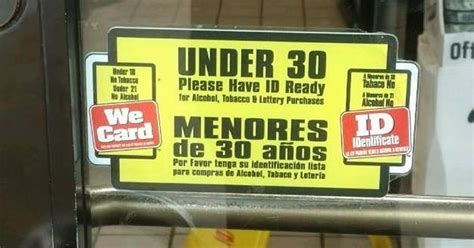 UNDER 30
Please Have ID Ready
for Alcohol, Tobacco & Lottery Purchases
MENORES
de 30 años
Por Favor tenga su identificación lista
para compras de Alcohol, Tabaco y Lotería
Under 18
No Tobacco
Under 21
No Alcohol
We
Card
A Menores de 18
Tabaco No
A Menores de 21
Alcohol No
ID
IDentifícate
Off